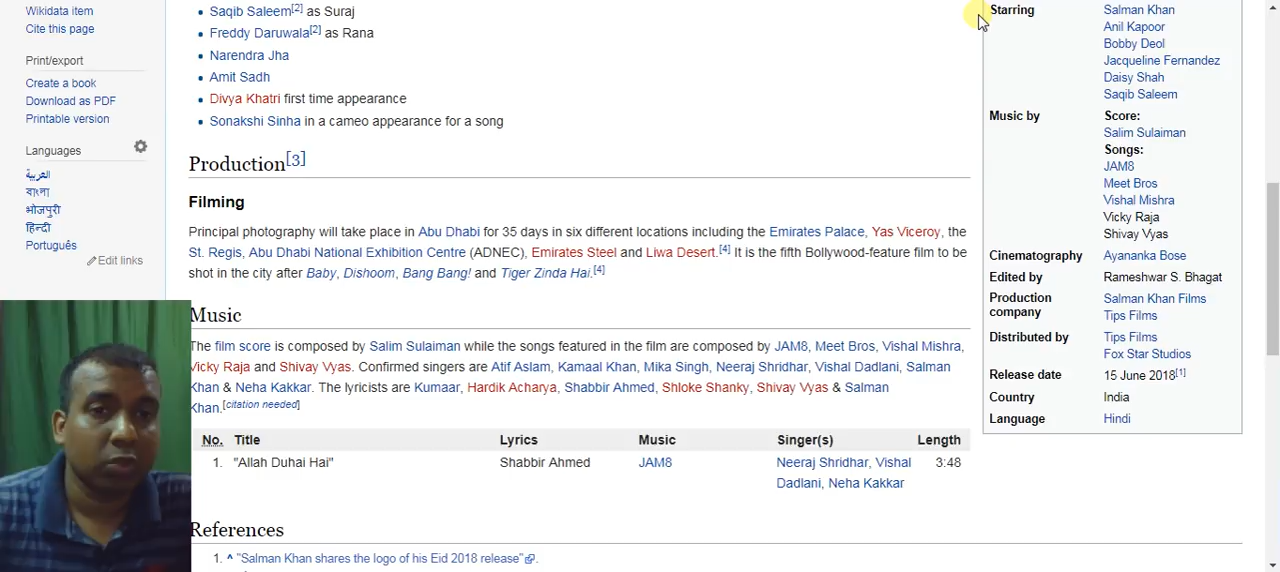 Wikidata item
Cite this page
Print/export
Create a book
Download as PDF
Printable version
Languages
العربية
বাংলা
भोजपुरी
हिन्दी
Português
Edit links
Saqib Saleem[2] as Suraj
Freddy Daruwala[2] as Rana
Narendra Jha
Amit Sadh
Divya Khatri first time appearance
Sonakshi Sinha in a cameo appearance for a song
Production[3]
Filming
Principal photography will take place in Abu Dhabi for 35 days in six different locations including the Emirates Palace, Yas Viceroy, the
St. Regis, Abu Dhabi National Exhibition Centre (ADNEC), Emirates Steel and Liwa Desert.[4] It is the fifth Bollywood-feature film to be
shot in the city after Baby, Dishoom, Bang Bang! and Tiger Zinda Hai.[4]
Music
The film score is composed by Salim Sulaiman while the songs featured in the film are composed by JAM8, Meet Bros, Vishal Mishra,
Vicky Raja and Shivay Vyas. Confirmed singers are Atif Aslam, Kamaal Khan, Mika Singh, Neeraj Shridhar, Vishal Dadlani, Salman
Khan & Neha Kakkar. The lyricists are Kumaar, Hardik Acharya, Shabbir Ahmed, Shloke Shanky, Shivay Vyas & Salman
Khan.[citation needed]
No. Title Lyrics Music Singer(s) Length
1. "Allah Duhai Hai" Shabbir Ahmed JAM8 Neeraj Shridhar, Vishal 3:48
Dadlani, Neha Kakkar
References
1. ^ "Salman Khan shares the logo of his Eid 2018 release".
Starring Salman Khan
Anil Kapoor
Bobby Deol
Jacqueline Fernandez
Daisy Shah
Saqib Saleem
Music by Score:
Salim Sulaiman
Songs:
JAM8
Meet Bros
Vishal Mishra
Vicky Raja
Shivay Vyas
Cinematography Ayananka Bose
Edited by Rameshwar S. Bhagat
Production Salman Khan Films
company Tips Films
Distributed by Tips Films
Fox Star Studios
Release date 15 June 2018[1]
Country India
Language Hindi